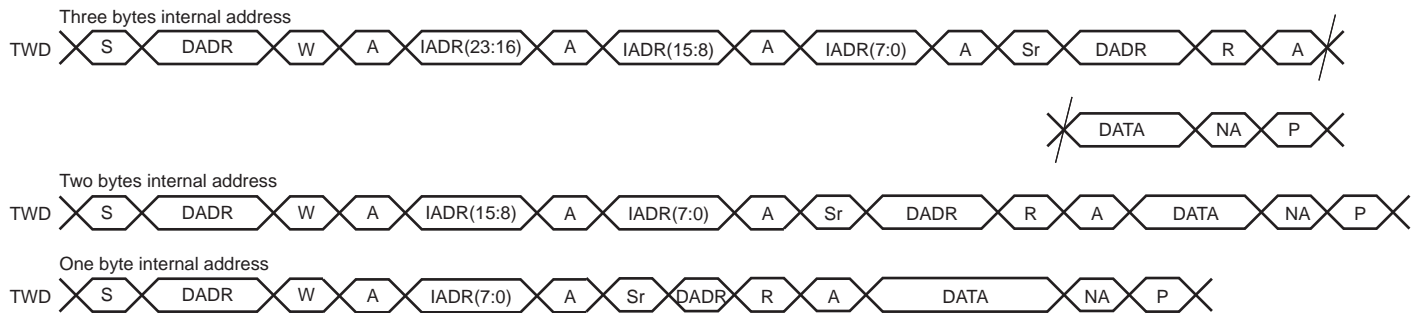 Three bytes internal address
TWD S DADR W A IADR(23:16) A IADR(15:8) A IADR(7:0) A Sr DADR R A
DATA NA P
Two bytes internal address
TWD S DADR W A IADR(15:8) A IADR(7:0) A Sr DADR R A DATA NA P
One byte internal address
TWD S DADR W A IADR(7:0) A Sr DADR R A DATA NA P